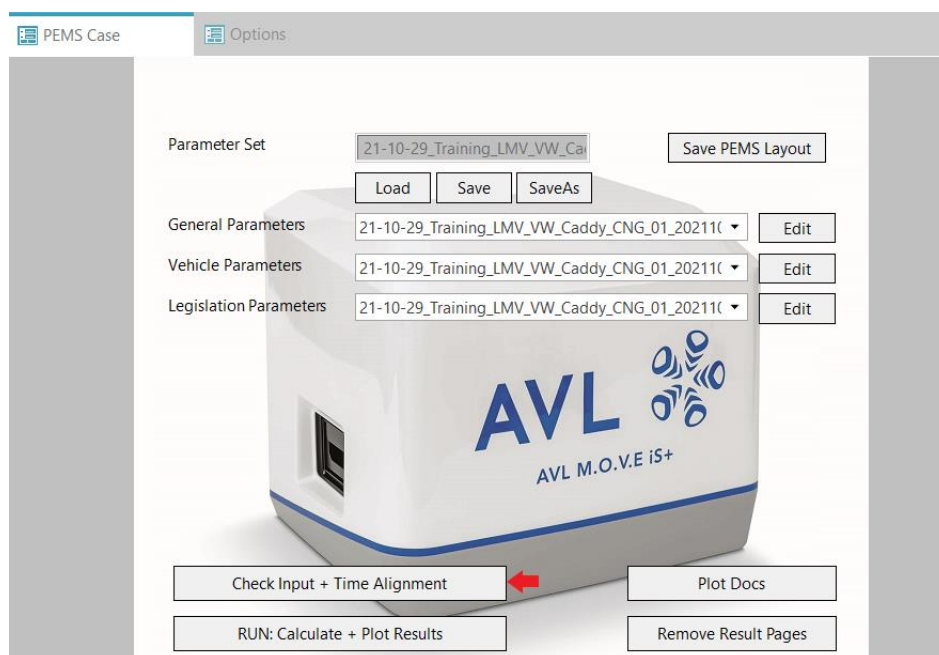 PEMS Case
Options
Parameter Set
21-10-29_Training_LMV_VW_Ca
Save PEMS Layout
Load
Save
SaveAs
General Parameters
21-10-29_Training_LMV_VW_Caddy_CNG_01_20211(
Edit
Vehicle Parameters
21-10-29_Training_LMV_VW_Caddy_CNG_01_20211(
Edit
Legislation Parameters
21-10-29_Training_LMV_VW_Caddy_CNG_01_20211(
Edit
AVL
AVL M.O.V.E iS+
Check Input + Time Alignment
Plot Docs
RUN: Calculate + Plot Results
Remove Result Pages